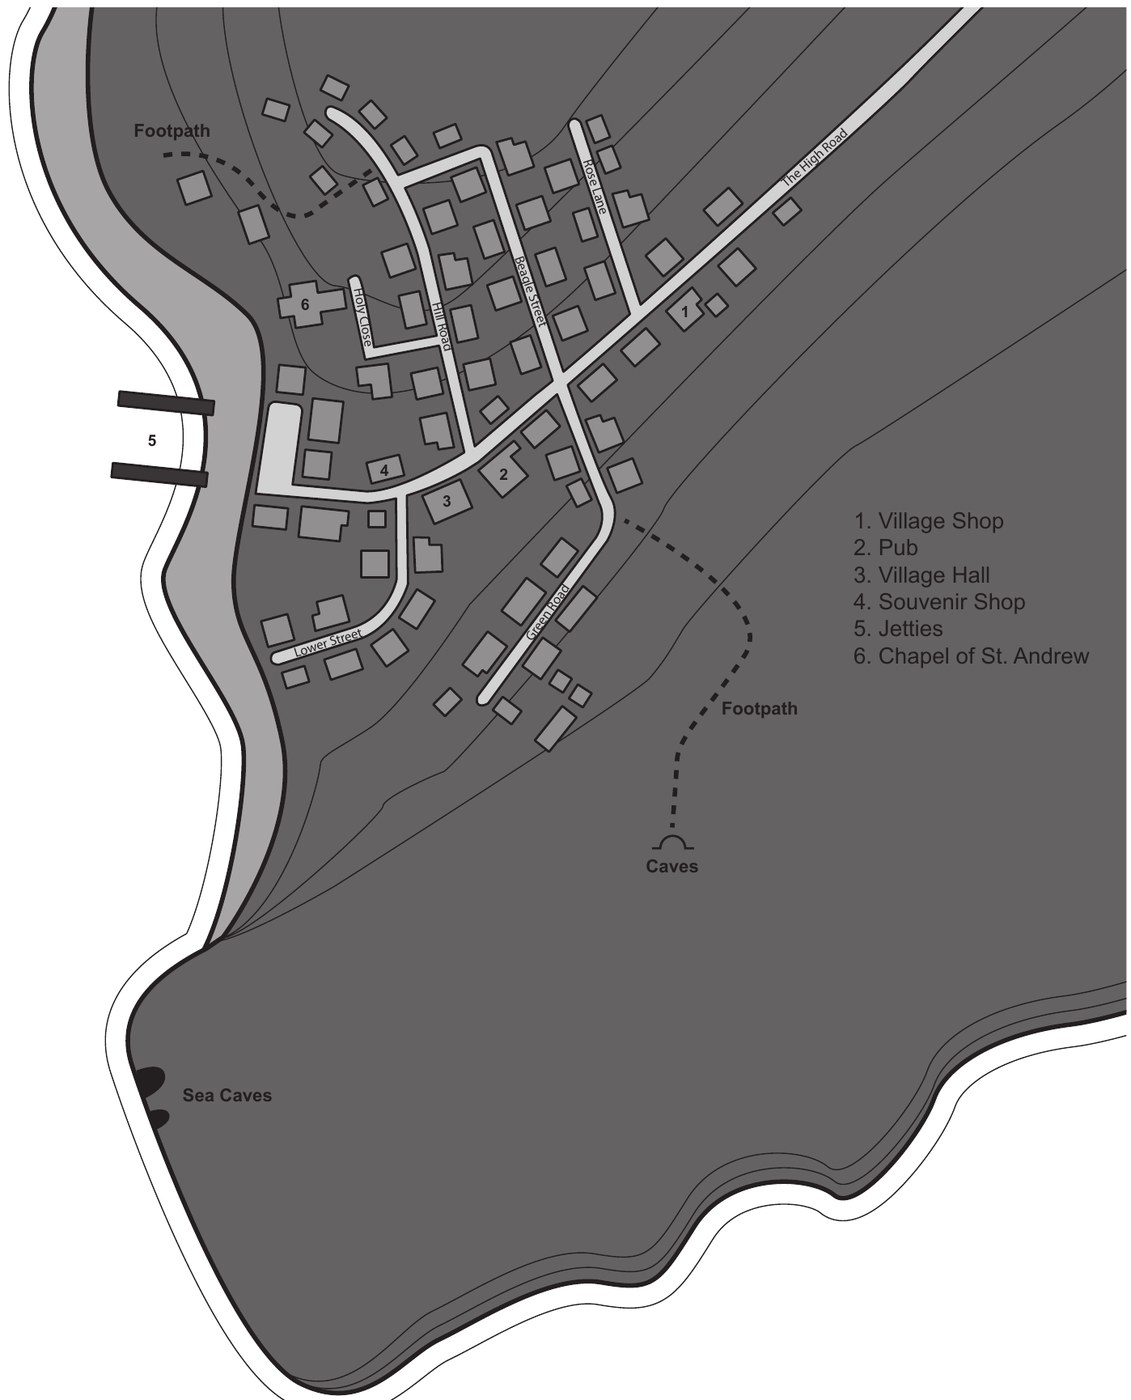 Footpath
The High Road
Rose Lane
Beagle Street
Hill Road
Holy Close
6
1
5
4
2
3
1. Village Shop
2. Pub
3. Village Hall
4. Souvenir Shop
5. Jetties
6. Chapel of St. Andrew
Green Road
Lower Street
Footpath
Caves
Sea Caves